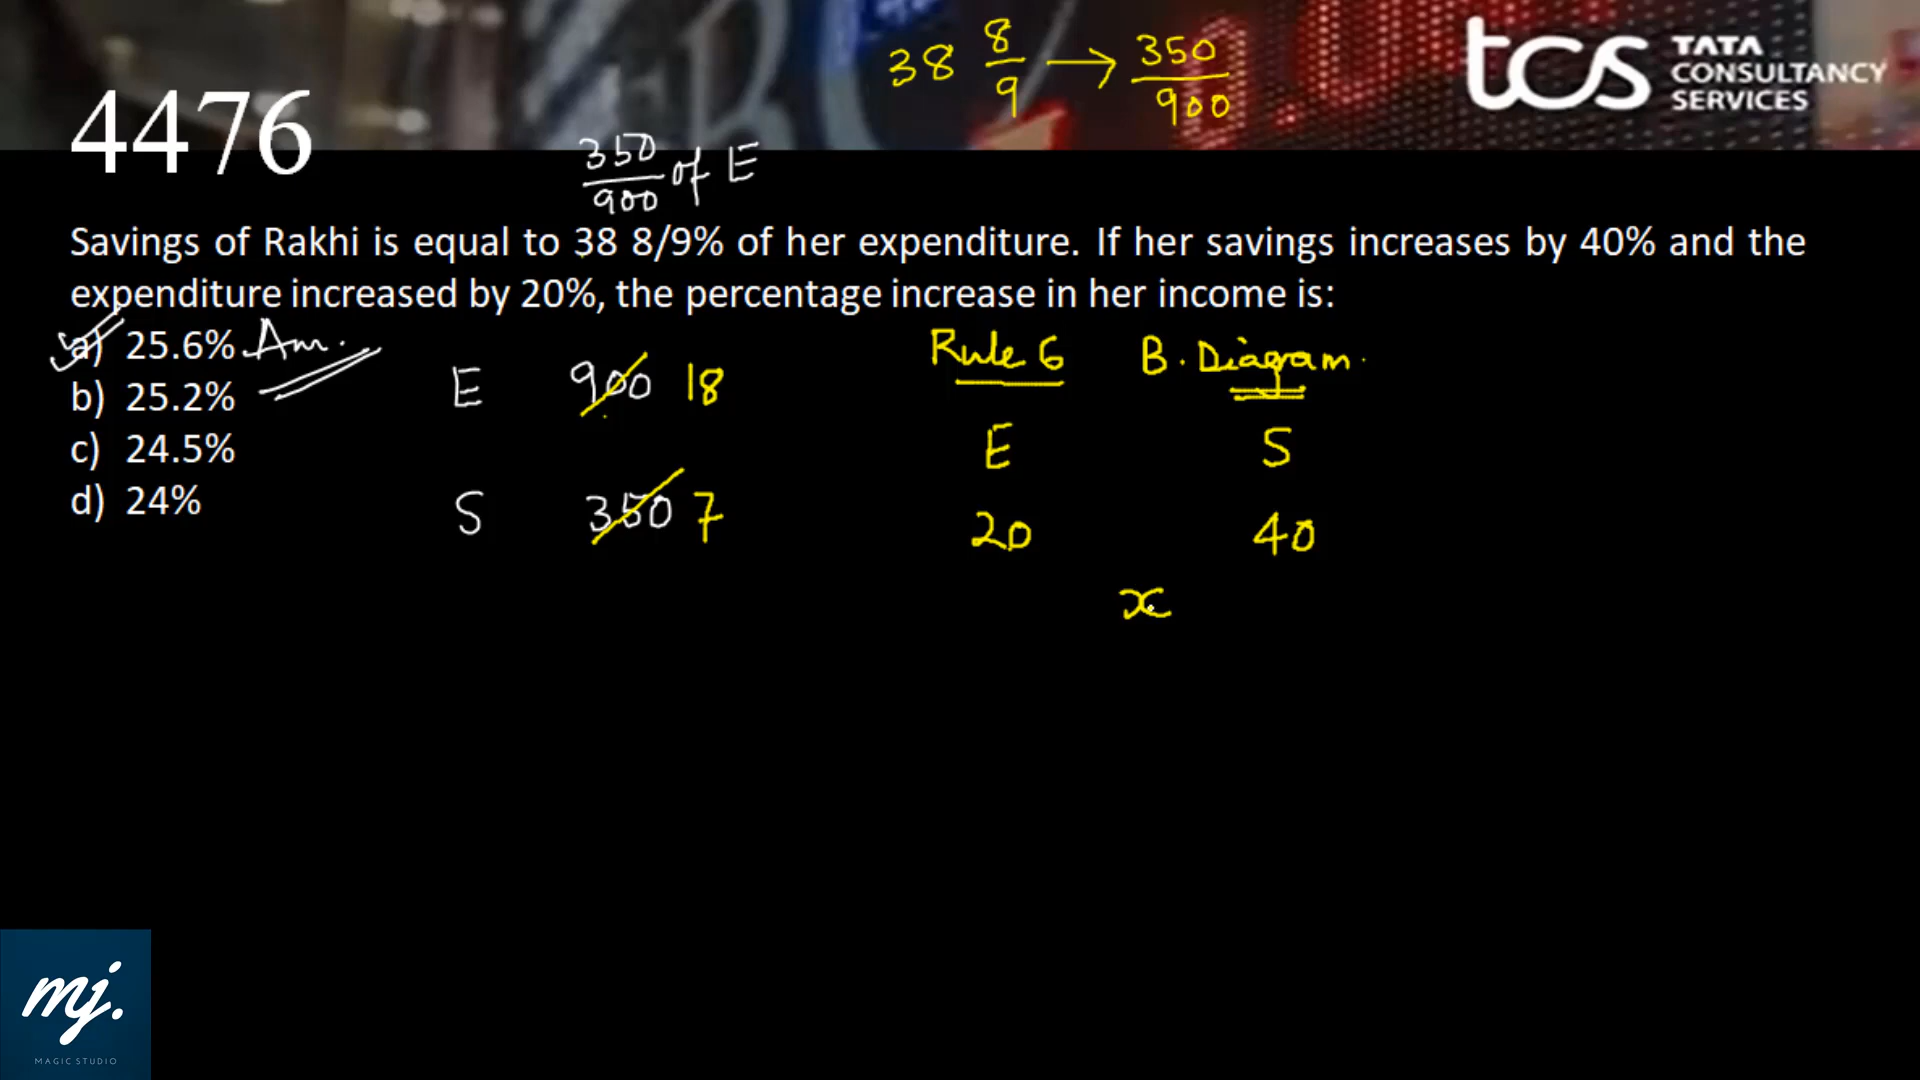 38 8/9 → 350/900
tcs TATA
CONSULTANCY
SERVICES
4476
350/900 of E
Savings of Rakhi is equal to 38 8/9% of her expenditure. If her savings increases by 40% and the
expenditure increased by 20%, the percentage increase in her income is:
a) 25.6% Ans.
b) 25.2%
c) 24.5%
d) 24%
E 900 18
S 350 7
Rule 6 B. Diagram.
E S
20 40
x
mj.
MAGIC STUDIO